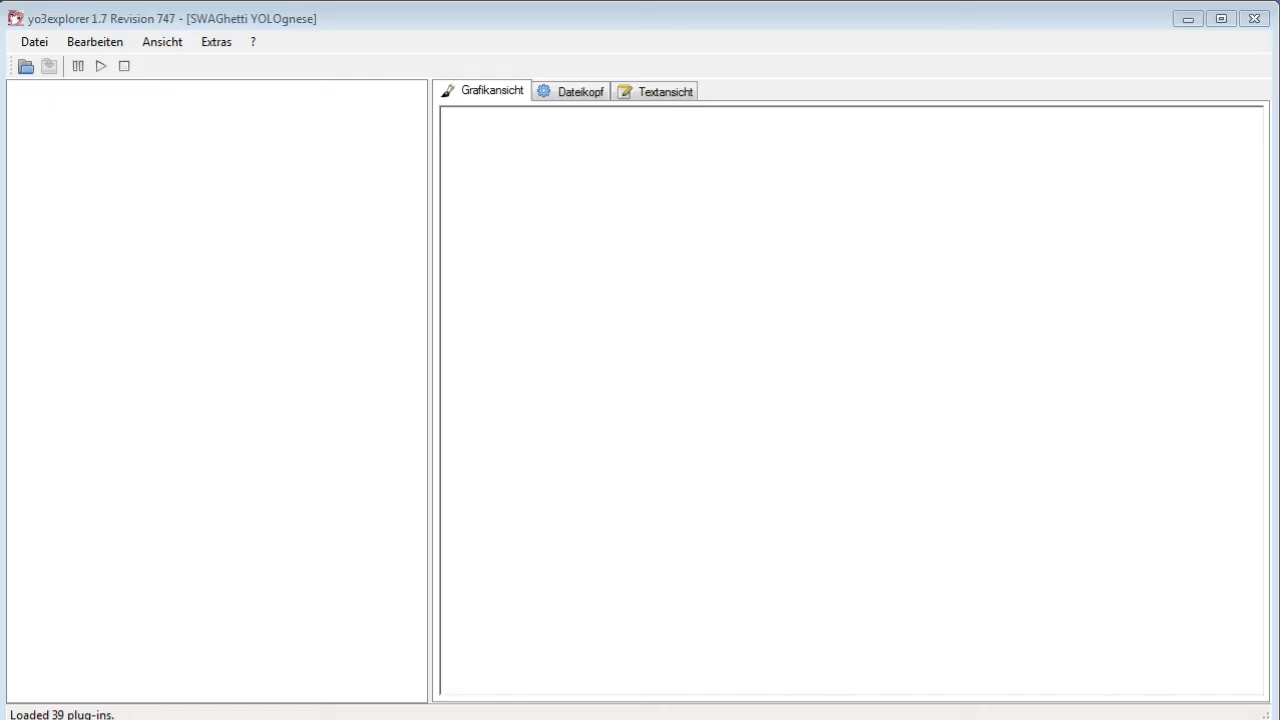 yo3explorer 1.7 Revision 747 - [SWAGhetti YOLOgnese]
Datei Bearbeiten Ansicht Extras ?
Grafikansicht Dateikopf Textansicht
Loaded 39 plug-ins.